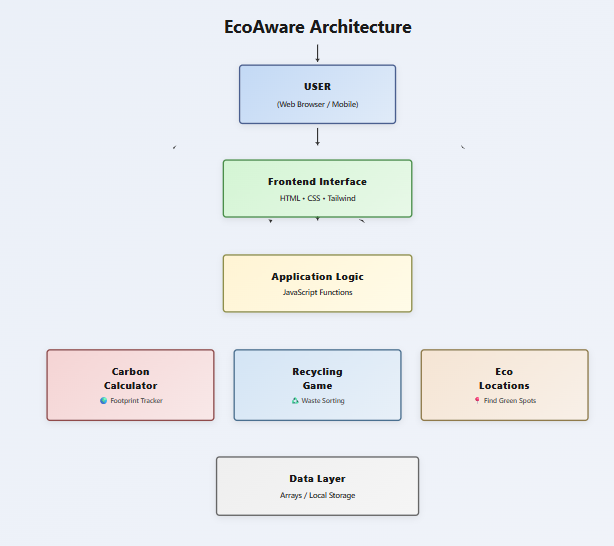 EcoAware Architecture
USER
(Web Browser / Mobile)
Frontend Interface
HTML • CSS • Tailwind
Application Logic
JavaScript Functions
Carbon
Calculator
Footprint Tracker
Recycling
Game
Waste Sorting
Eco
Locations
Find Green Spots
Data Layer
Arrays / Local Storage